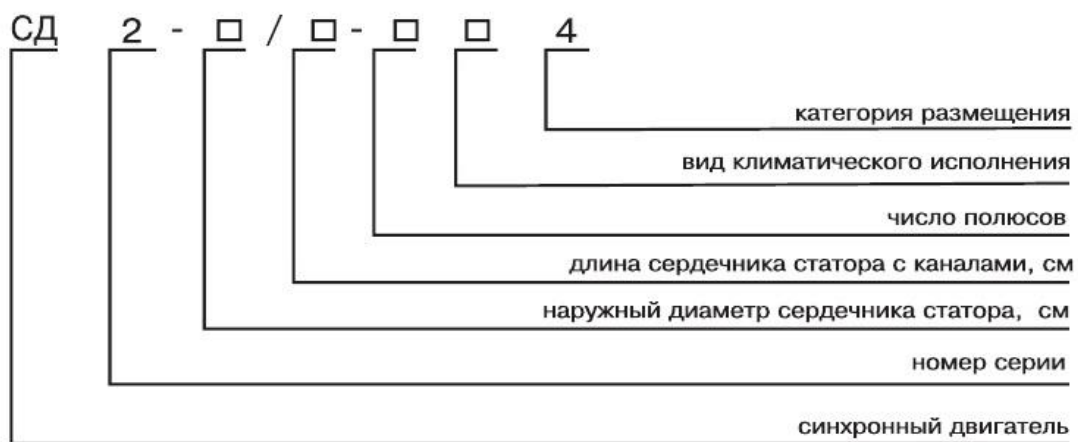 СД 2 - □ / □ - □ □ 4
категория размещения
вид климатического исполнения
число полюсов
длина сердечника статора с каналами, см
наружный диаметр сердечника статора, см
номер серии
синхронный двигатель